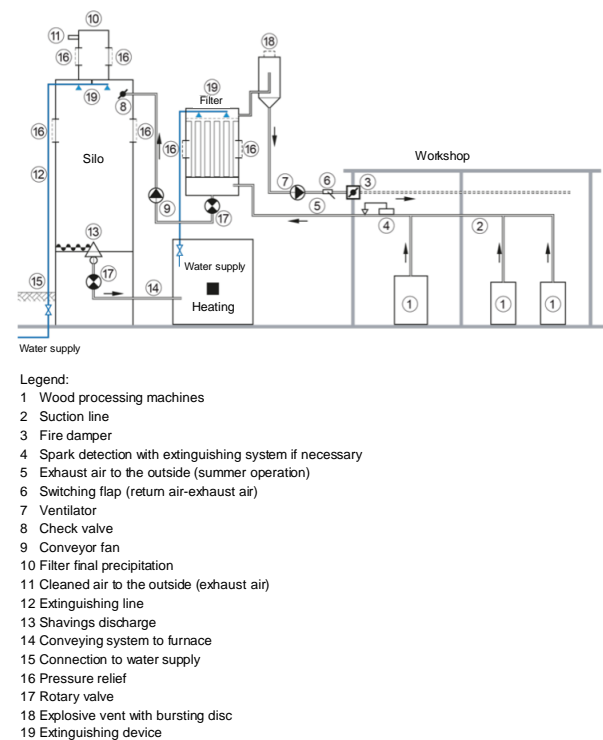 10
11
16
16
18
19
Filter
19
8
16
16
16
16
Workshop
Silo
7
6
3
12
9
17
5
4
2
13
17
Water supply
15
14
Heating
1
1
1
Water supply
Legend:
1 Wood processing machines
2 Suction line
3 Fire damper
4 Spark detection with extinguishing system if necessary
5 Exhaust air to the outside (summer operation)
6 Switching flap (return air-exhaust air)
7 Ventilator
8 Check valve
9 Conveyor fan
10 Filter final precipitation
11 Cleaned air to the outside (exhaust air)
12 Extinguishing line
13 Shavings discharge
14 Conveying system to furnace
15 Connection to water supply
16 Pressure relief
17 Rotary valve
18 Explosive vent with bursting disc
19 Extinguishing device